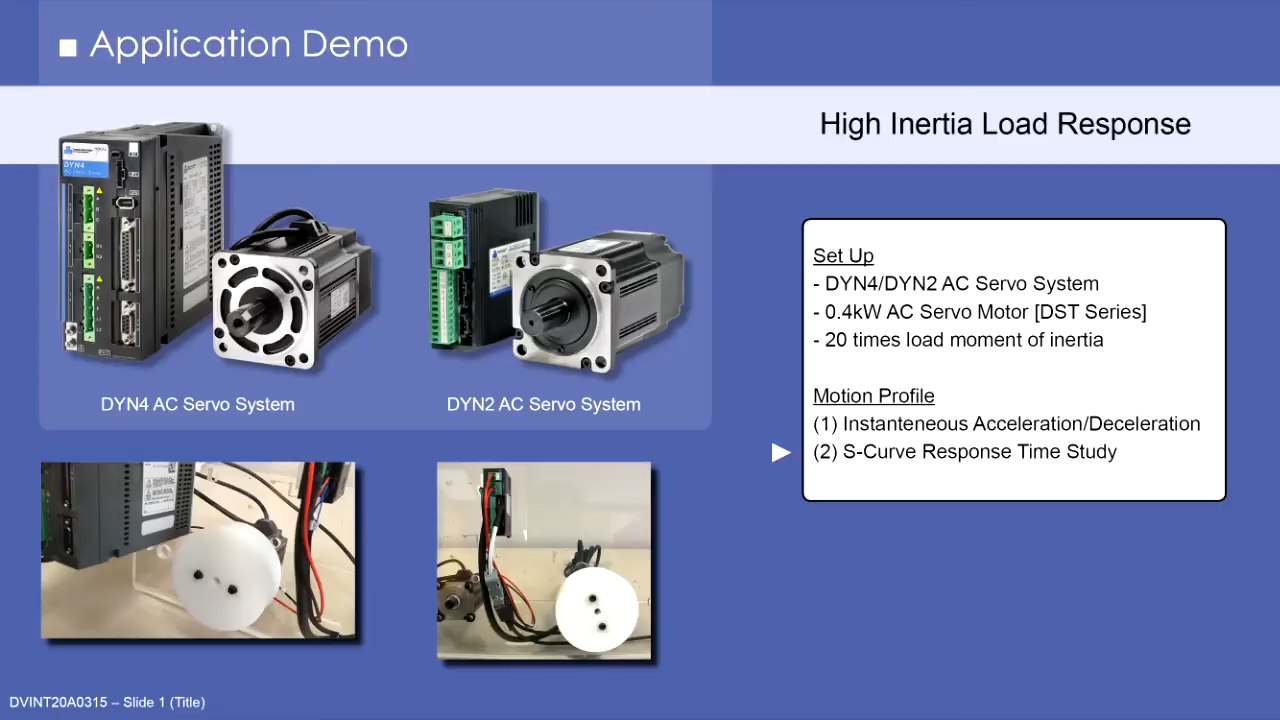 Application Demo
High Inertia Load Response
DYN4
DYN4 AC Servo System
DYN2 AC Servo System
Set Up
- DYN4/DYN2 AC Servo System
- 0.4kW AC Servo Motor [DST Series]
- 20 times load moment of inertia
Motion Profile
(1) Instanteneous Acceleration/Deceleration
(2) S-Curve Response Time Study
DVINT20A0315 – Slide 1 (Title)